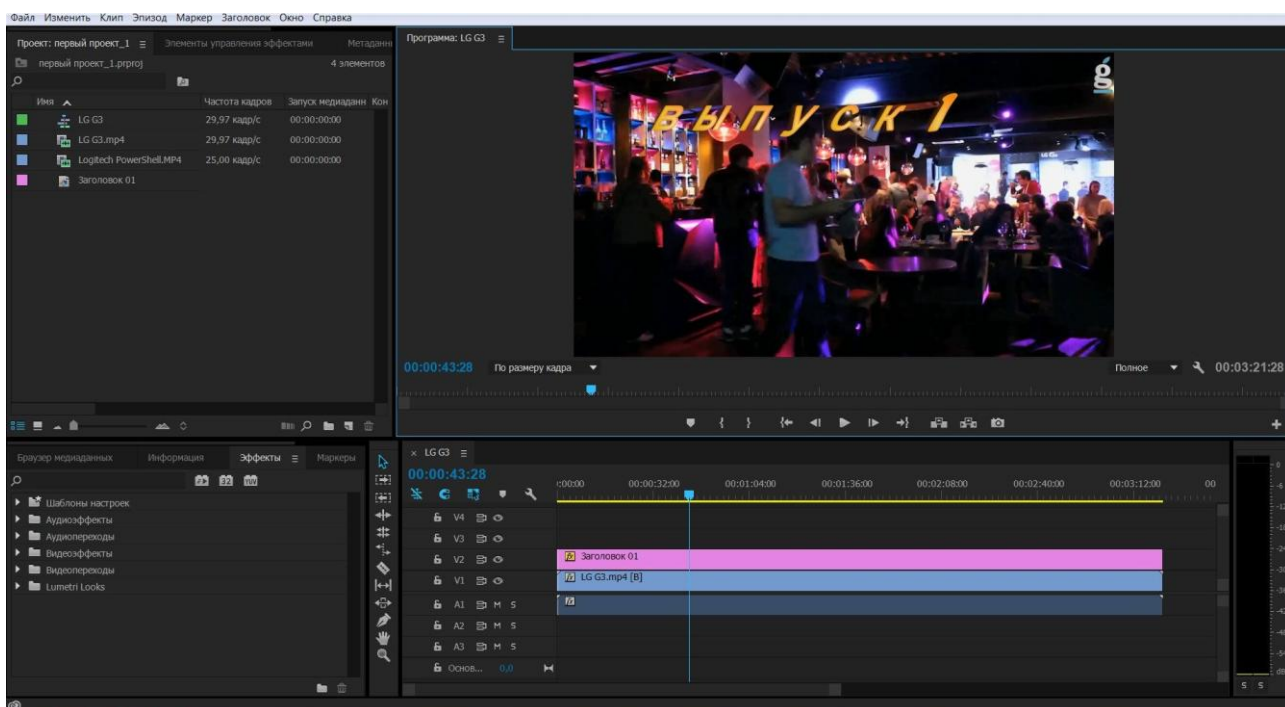 Файл Изменить Клип Эпизод Маркер Заголовок Окно Справка
Проект: первый проект_1 Элементы управления эффектами Метаданн
первый проект_1.prproj 4 элементов
Имя Частота кадров Запуск медиаданн Кон
LG G3 29,97 кадр/с 00:00:00:00
LG G3.mp4 29,97 кадр/с 00:00:00:00
Logitech PowerShell.MP4 25,00 кадр/с 00:00:00:00
Заголовок 01
Программа: LG G3
ВЫПУСК 1
00:00:43:28 По размеру кадра Полное 00:03:21:28
Браузер медиаданных Информация Эффекты Маркеры
Шаблоны настроек
Аудиоэффекты
Аудиопереходы
Видеоэффекты
Видеопереходы
Lumetri Looks
× LG G3
00:00:43:28
:00:00 00:00:32:00 00:01:04:00 00:01:36:00 00:02:08:00 00:02:40:00 00:03:12:00 00
V4
V3
V2 Заголовок 01
V1 LG G3.mp4 [В]
A1 M S
A2 M S
A3 M S
Основ... 0,0
S S